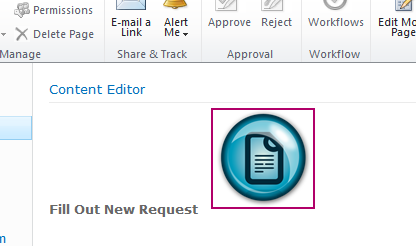 Permissions
Delete Page
E-mail a Link
Alert Me
Approve
Reject
Workflows
Edit Mo
Page
Manage
Share & Track
Approval
Workflow
Content Editor
Fill Out New Request
m